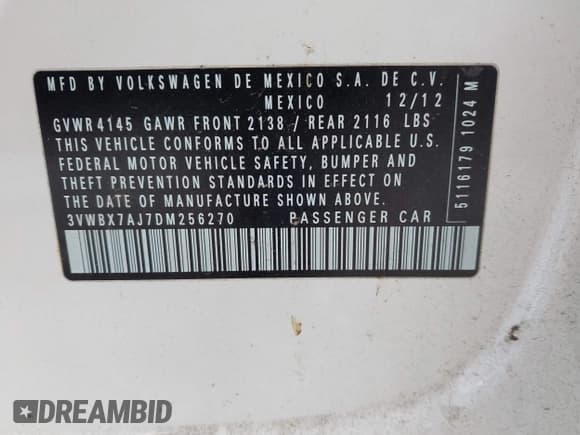 MFD BY VOLKSWAGEN DE MEXICO S.A. DE C.V.
MEXICO 12/12
GVWR4145 GAWR FRONT 2138 / REAR 2116 LBS
THIS VEHICLE CONFORMS TO ALL APPLICABLE U.S.
FEDERAL MOTOR VEHICLE SAFETY, BUMPER AND
THEFT PREVENTION STANDARDS IN EFFECT ON
THE DATE OF MANUFACTURE SHOWN ABOVE.
3VWBX7AJ7DM256270 PASSENGER CAR
5116179 1024 M
DREAMBID